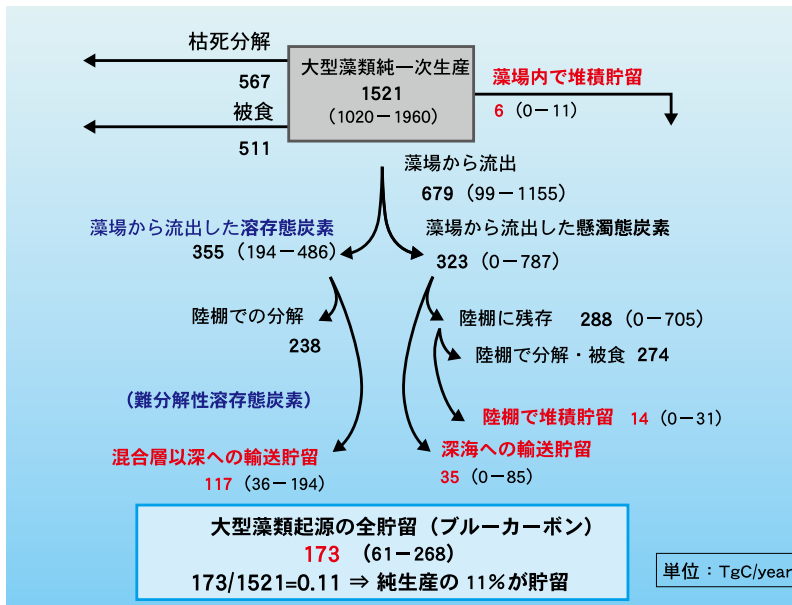 枯死分解
567
被食
511
大型藻類純一次生産
1521
(1020－1960)
藻場内で堆積貯留
6 (0－11)
藻場から流出
679 (99－1155)
藻場から流出した溶存態炭素
355 (194－486)
藻場から流出した懸濁態炭素
323 (0－787)
陸棚での分解
238
陸棚に残存 288 (0－705)
陸棚で分解・被食 274
(難分解性溶存態炭素)
陸棚で堆積貯留 14 (0－31)
混合層以深への輸送貯留
117 (36－194)
深海への輸送貯留
35 (0－85)
大型藻類起源の全貯留（ブルーカーボン）
173 (61－268)
173/1521=0.11 ⇒ 純生産の 11%が貯留
単位：TgC/year